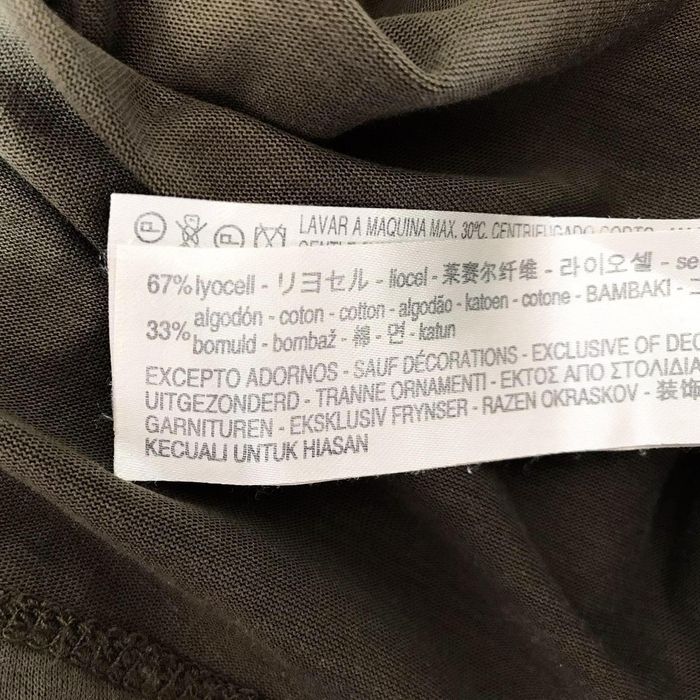 LAVAR A MAQUINA MAX. 30ºC. CENTRIFUGADO CORTO
67% lyocell - リヨセル - liocel - 莱赛尔纤维 - 라이오셀 - se
33% algodón - coton - cotton - algodão - katoen - cotone - BAMBAKI -
bomuld - bombaž - 綿 - 면 - katun
EXCEPTO ADORNOS - SAUF DÉCORATIONS - EXCLUSIVE OF DEC
UITGEZONDERD - TRANNE ORNAMENTI - ΕΚΤΟΣ ΑΠΟ ΣΤΟΛΙΔΙΑ
GARNITUREN - EKSKLUSIV FRYNSER - RAZEN OKRASKOV - 装饰
KECUALI UNTUK HIASAN